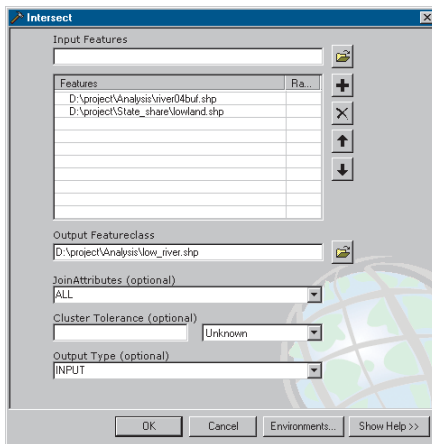 Intersect
Input Features
Features Ra...
D:\project\Analysis\river04buf.shp
D:\project\State_share\lowland.shp
Output Featureclass
D:\project\Analysis\low_river.shp
JoinAttributes (optional)
ALL
Cluster Tolerance (optional)
Unknown
Output Type (optional)
INPUT
OK Cancel Environments... Show Help >>